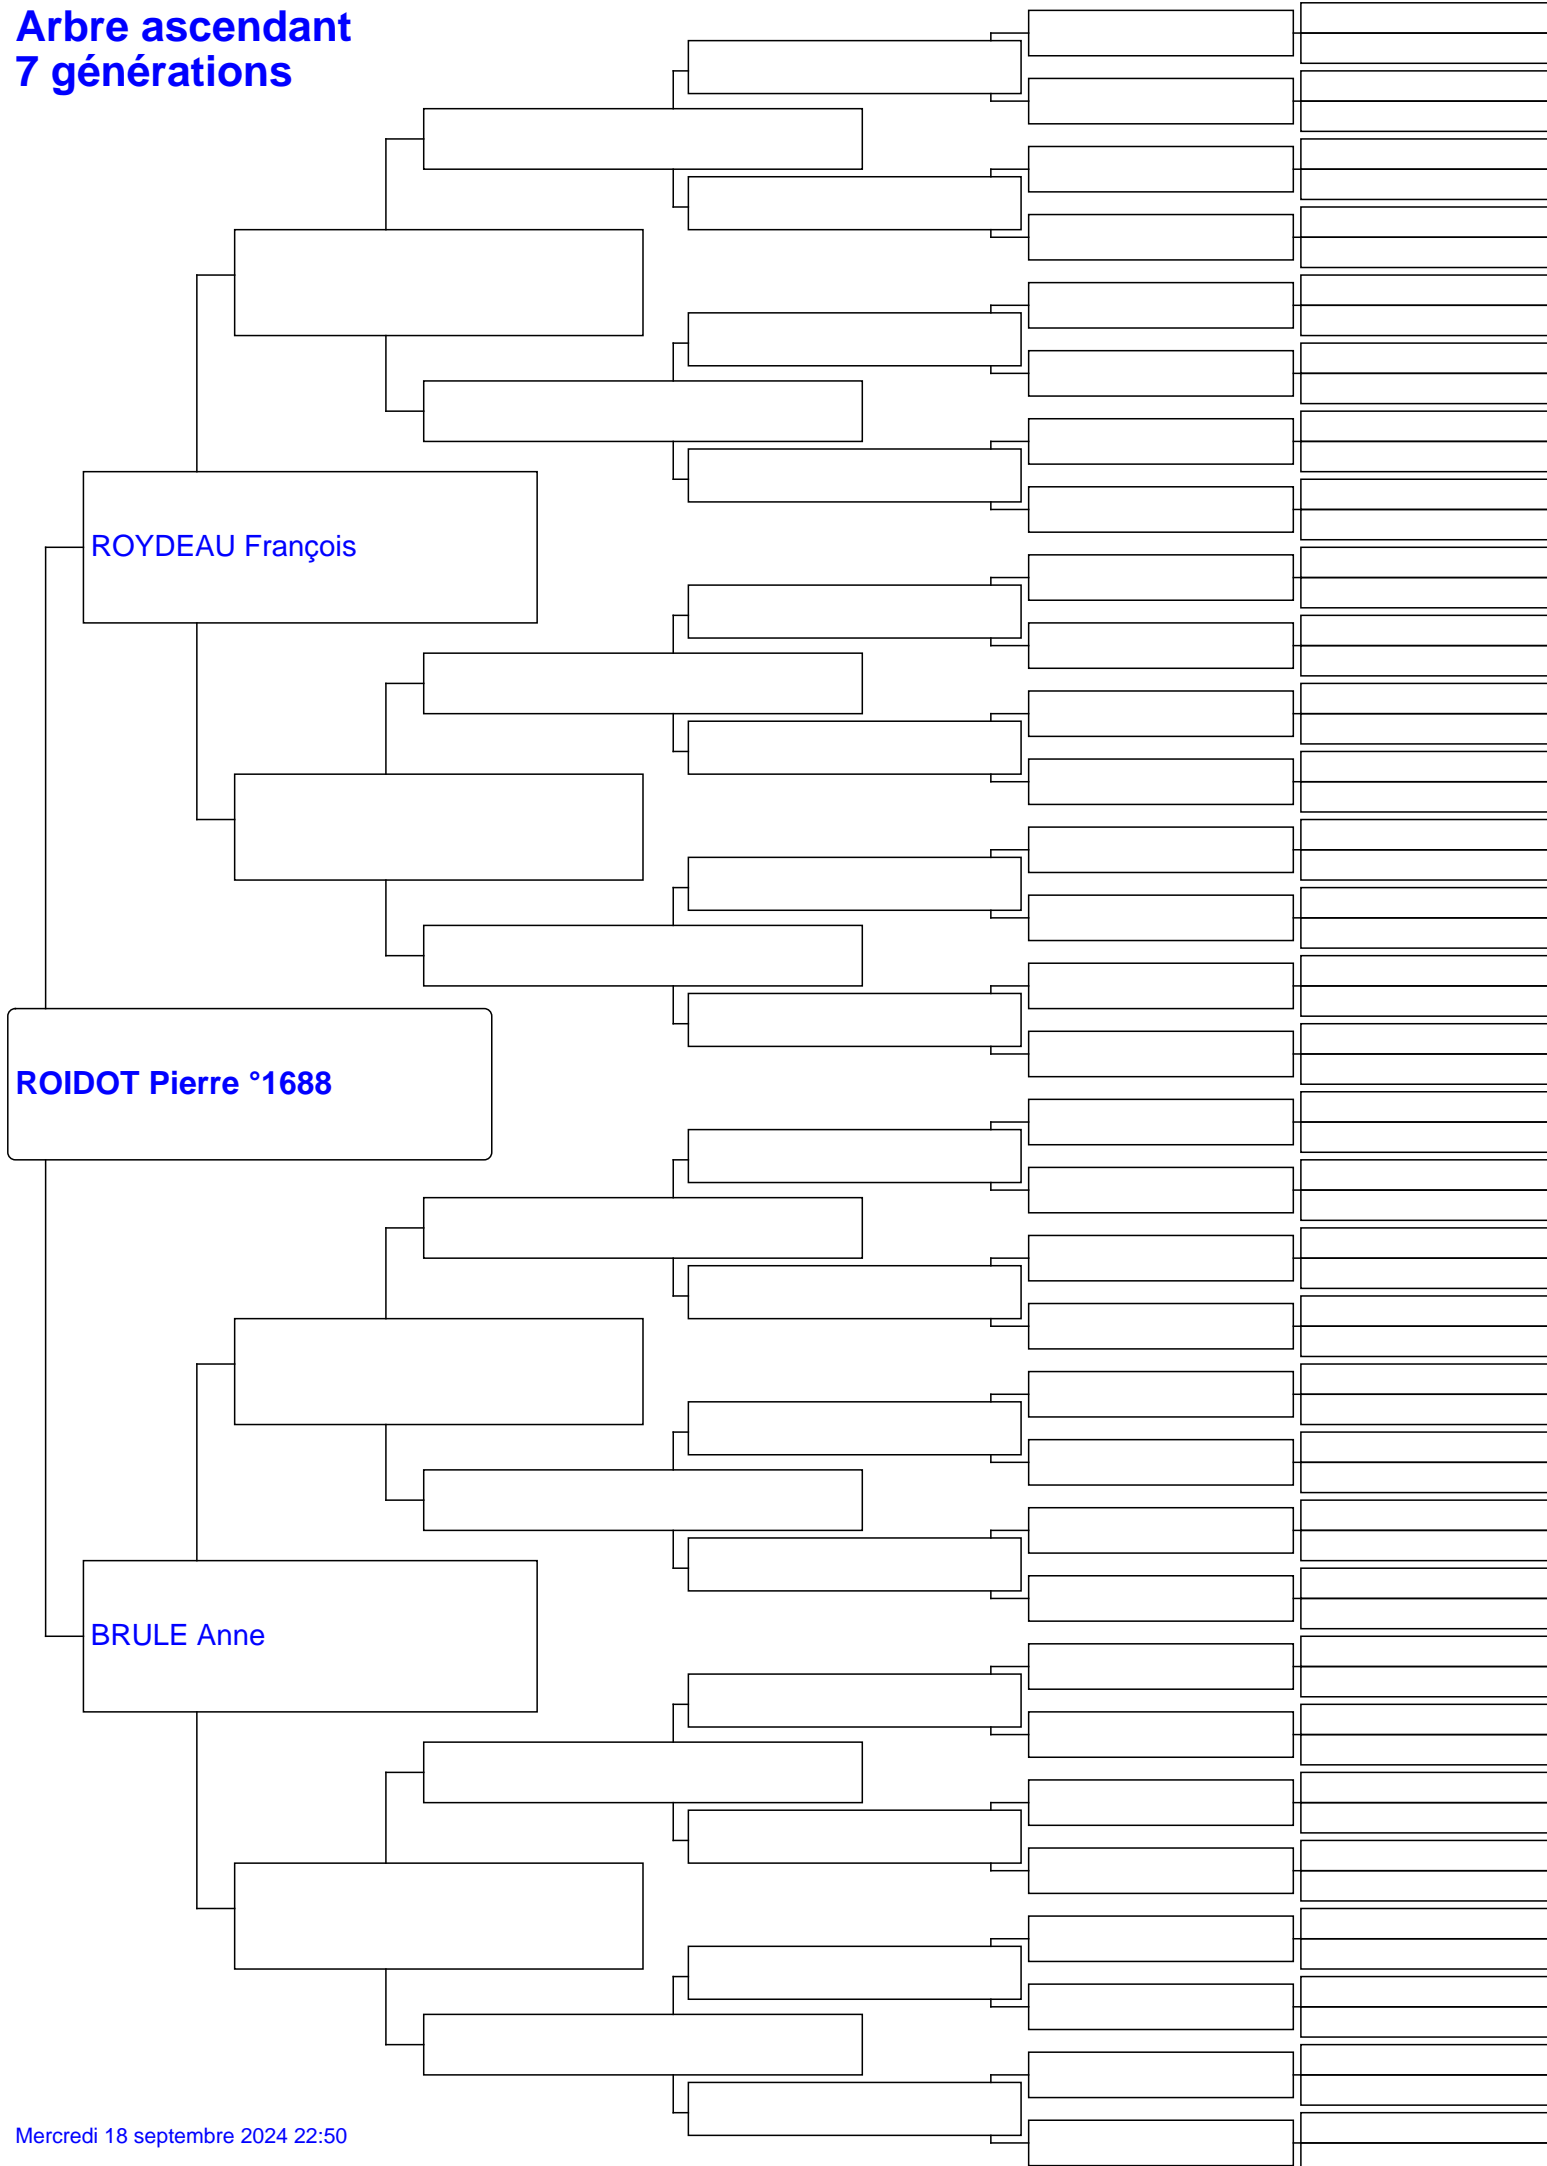 Arbre ascendant
7 générations
ROYDEAU François
ROIDOT Pierre °1688
BRULE Anne
Mercredi 18 septembre 2024 22:50